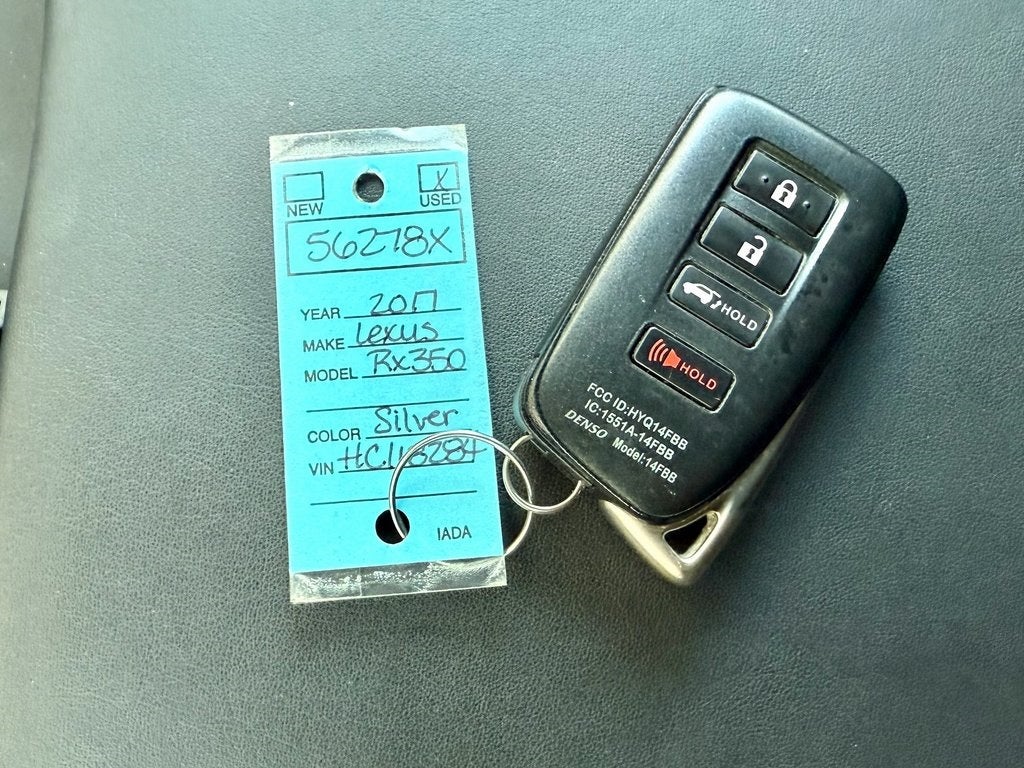 X
NEW USED
56278X
YEAR 2017
MAKE Lexus
MODEL Rx350
COLOR Silver
VIN
IADA
HOLD
HOLD
FCC ID:HYQ14FBB
IC:1551A-14FBB
DENSO Model:14FBB